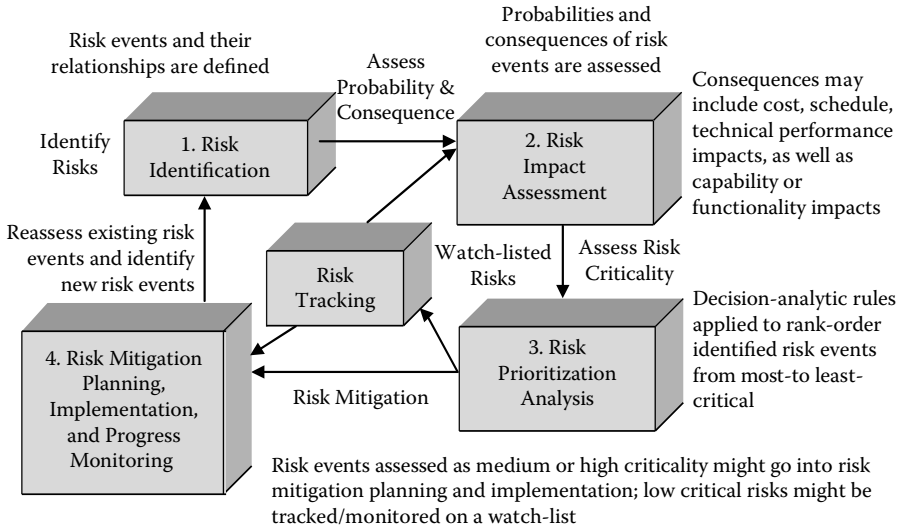 Risk events and their
relationships are defined
Assess
Probability &
Consequence
Probabilities and
consequences of risk
events are assessed
Identify
Risks
1. Risk
Identification
2. Risk
Impact
Assessment
Consequences may
include cost, schedule,
technical performance
impacts, as well as
capability or
functionality impacts
Reassess existing risk
events and identify
new risk events
Risk
Tracking
Watch-listed
Risks
Assess Risk
Criticality
4. Risk Mitigation
Planning,
Implementation,
and Progress
Monitoring
Risk Mitigation
3. Risk
Prioritization
Analysis
Decision-analytic rules
applied to rank-order
identified risk events
from most-to least-
critical
Risk events assessed as medium or high criticality might go into risk
mitigation planning and implementation; low critical risks might be
tracked/monitored on a watch-list